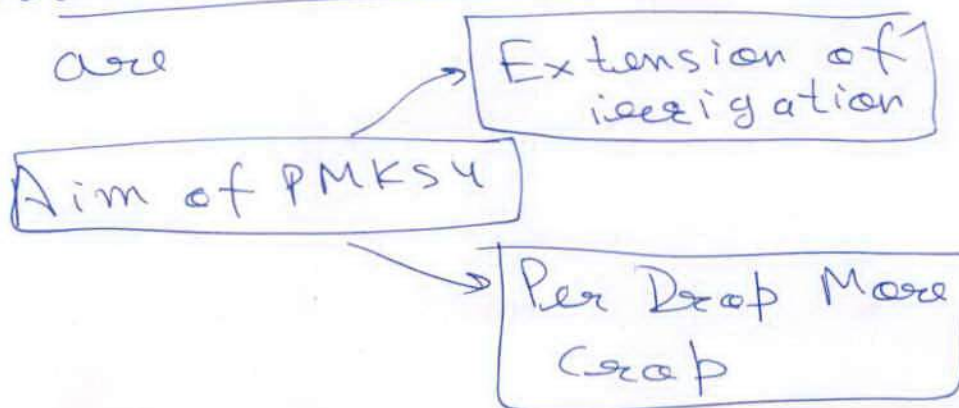 are
Extension of
irrigation
Aim of PMKSY
Per Drop More
Crop